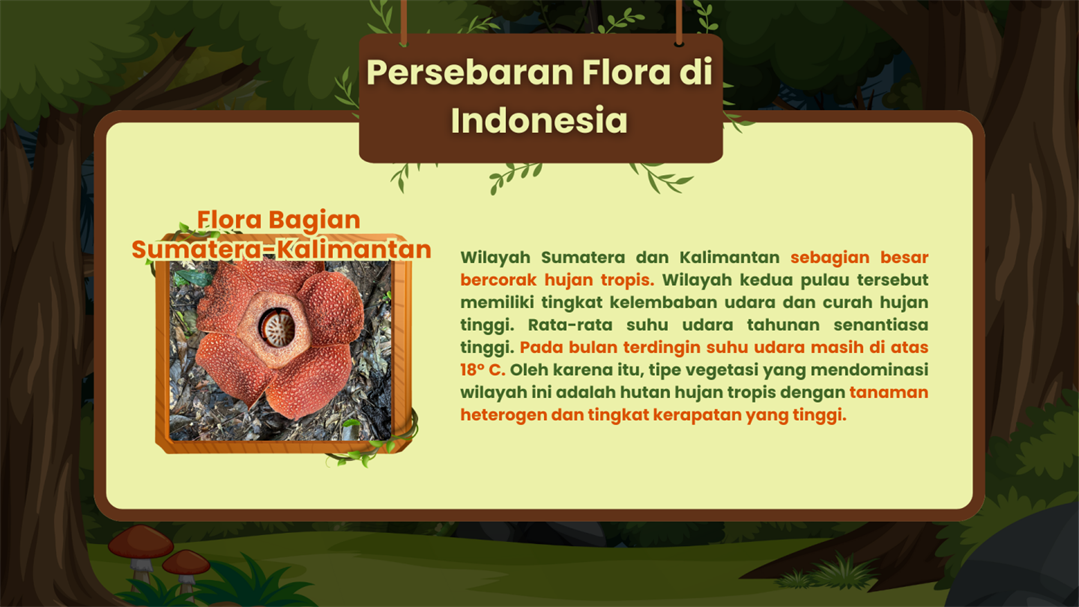 Persebaran Flora di
Indonesia
Flora Bagian
Sumatera-Kalimantan
Wilayah Sumatera dan Kalimantan sebagian besar
bercorak hujan tropis. Wilayah kedua pulau tersebut
memiliki tingkat kelembaban udara dan curah hujan
tinggi. Rata-rata suhu udara tahunan senantiasa
tinggi. Pada bulan terdingin suhu udara masih di atas
18° C. Oleh karena itu, tipe vegetasi yang mendominasi
wilayah ini adalah hutan hujan tropis dengan tanaman
heterogen dan tingkat kerapatan yang tinggi.